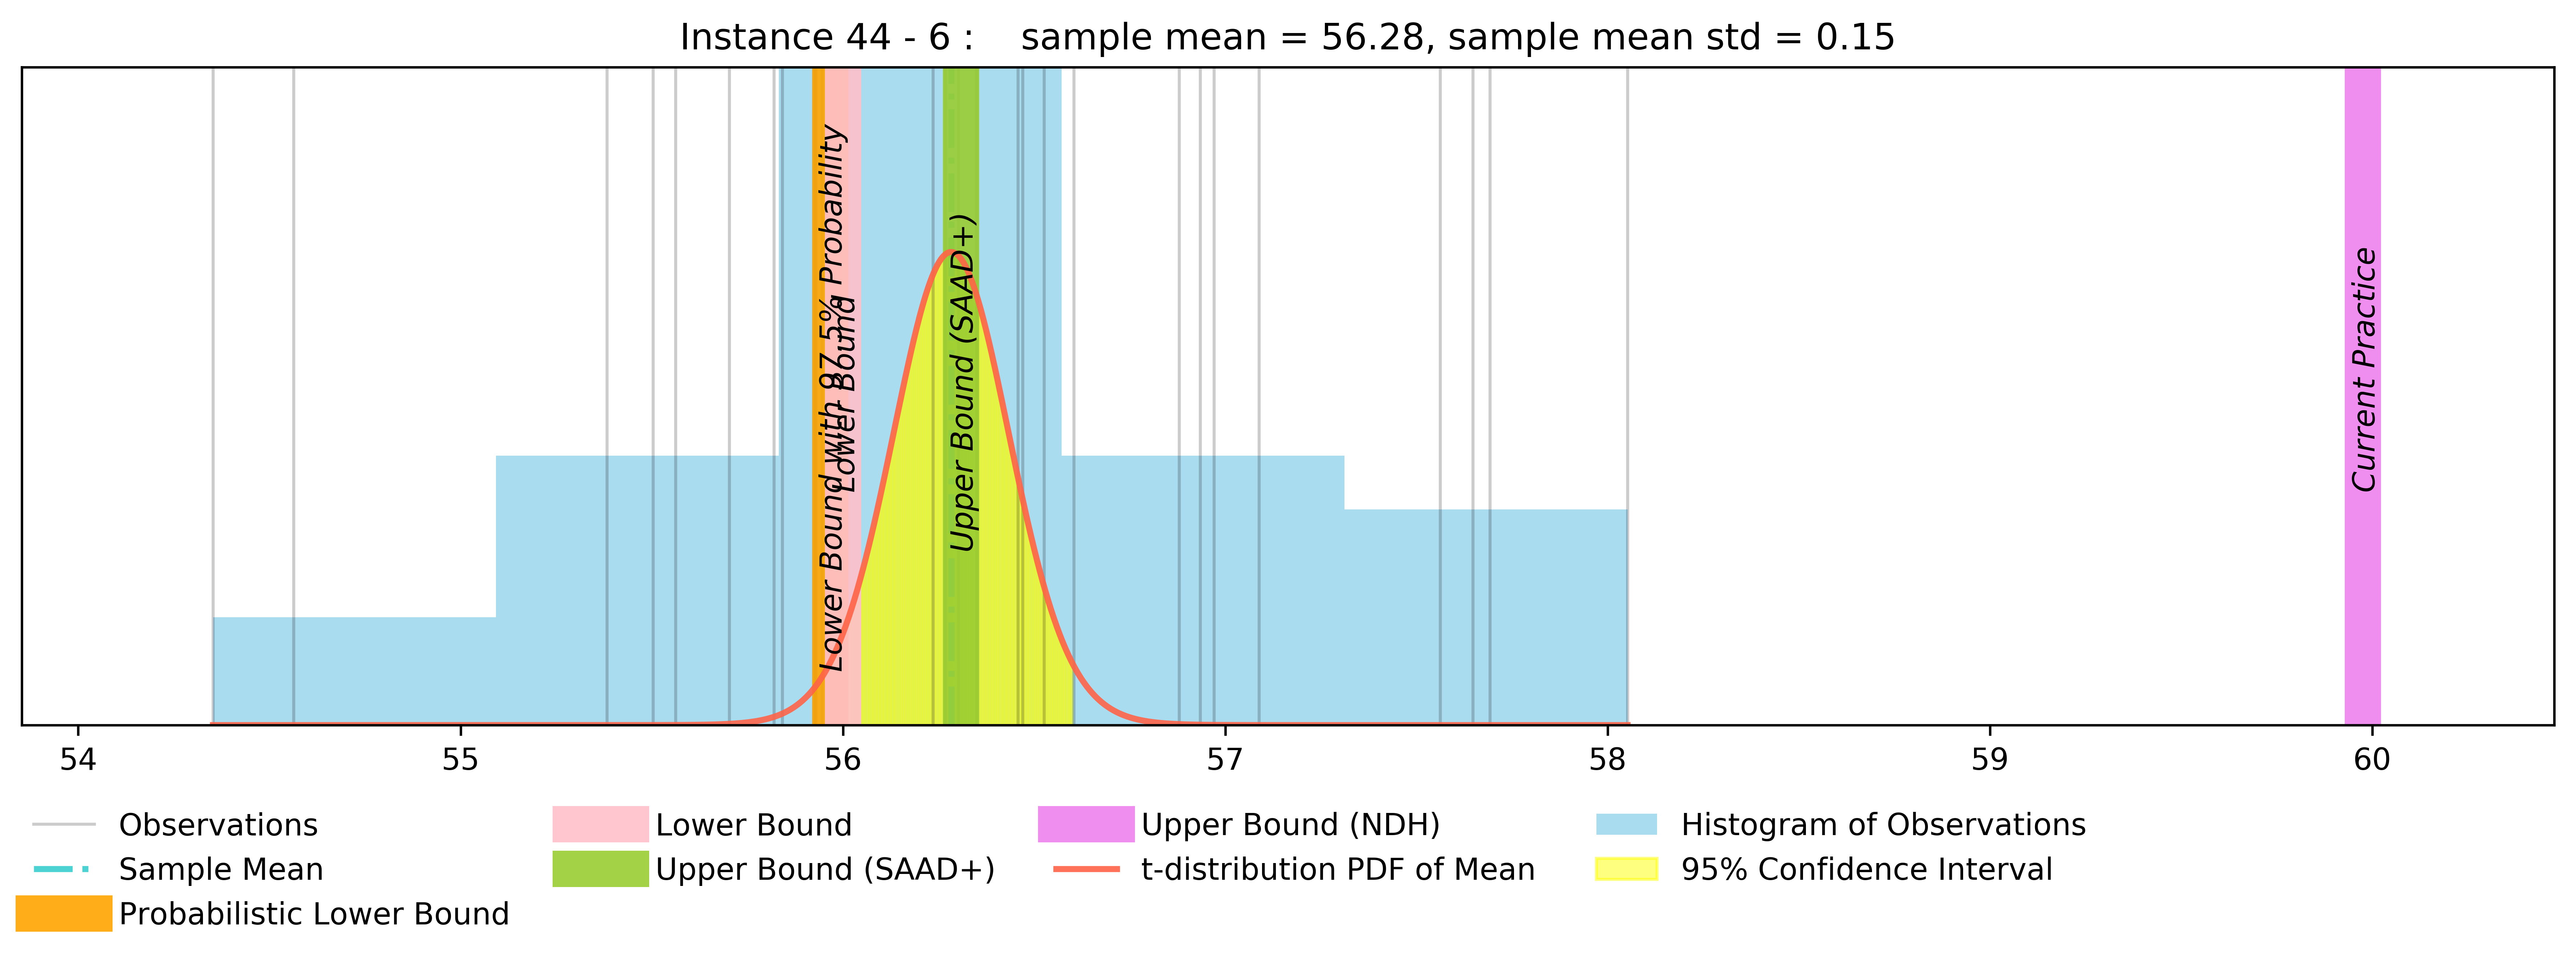 Instance 44 - 6 :    sample mean = 56.28, sample mean std = 0.15
Lower Bound with 97.5% Probability
Lower Bound
Upper Bound (SAAD+)
Current Practice
54 55 56 57 58 59 60
Observations
Sample Mean
Probabilistic Lower Bound
Lower Bound
Upper Bound (SAAD+)
Upper Bound (NDH)
t-distribution PDF of Mean
Histogram of Observations
95% Confidence Interval